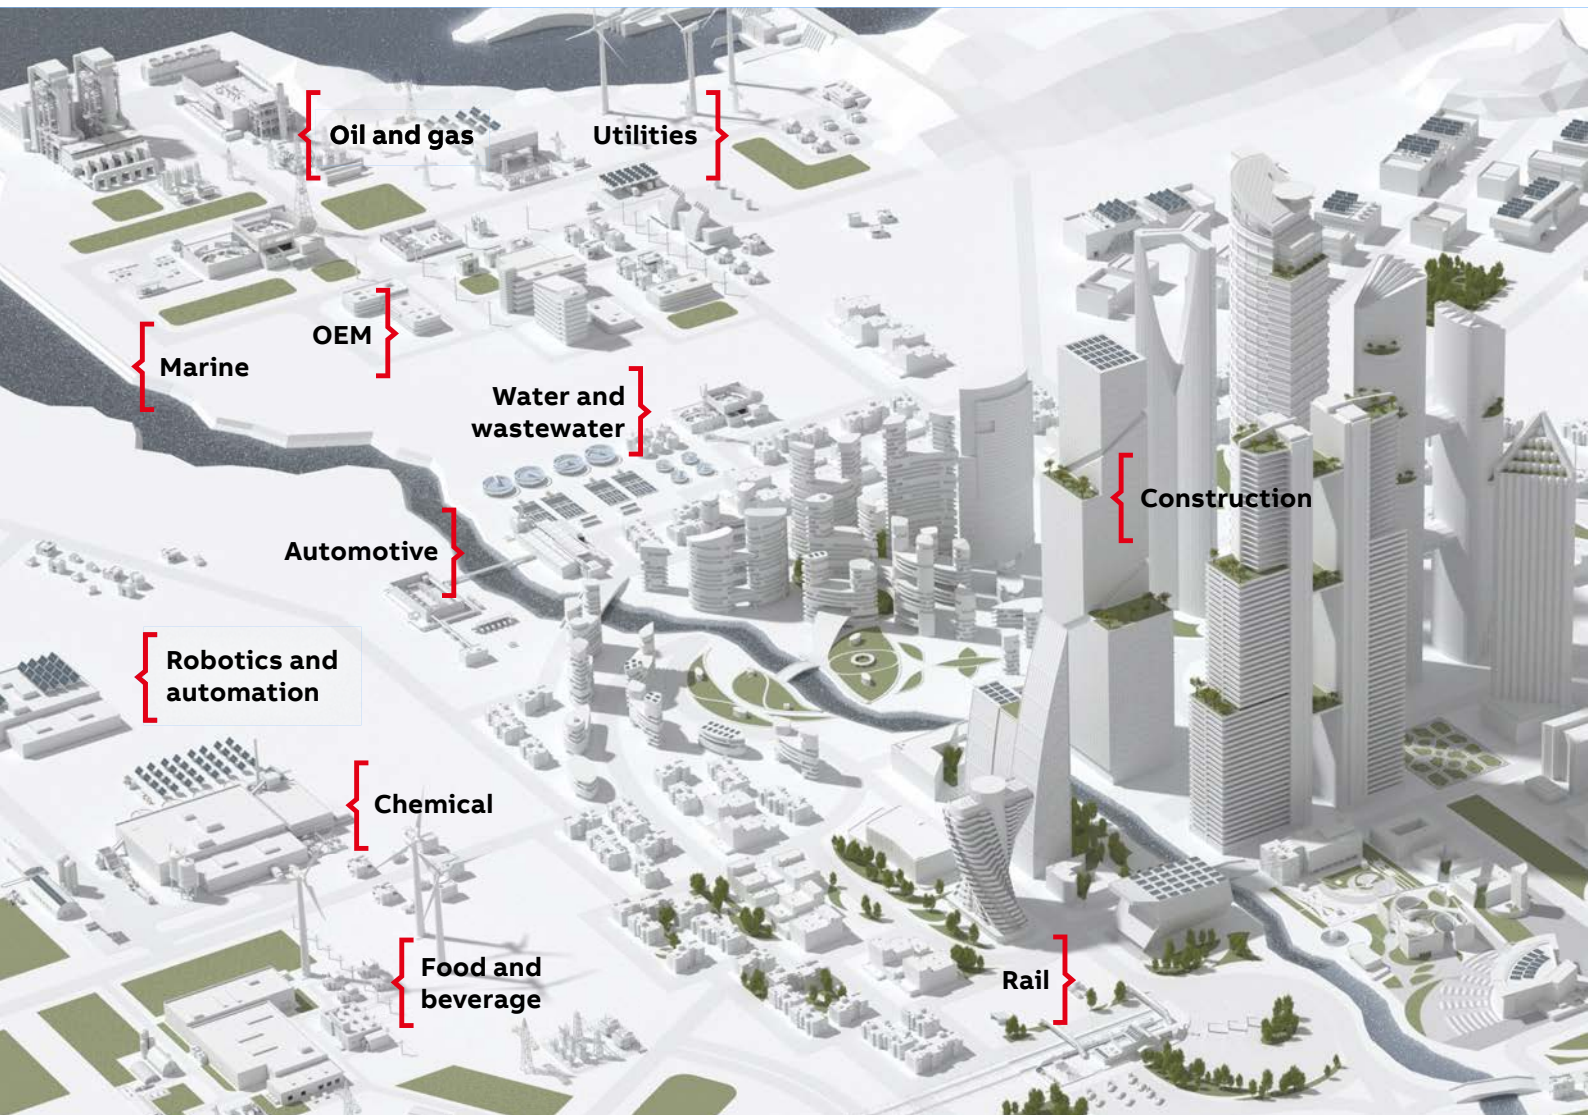 Oil and gas
Utilities
OEM
Marine
Water and
wastewater
Construction
Automotive
Robotics and
automation
Chemical
Food and
beverage
Rail